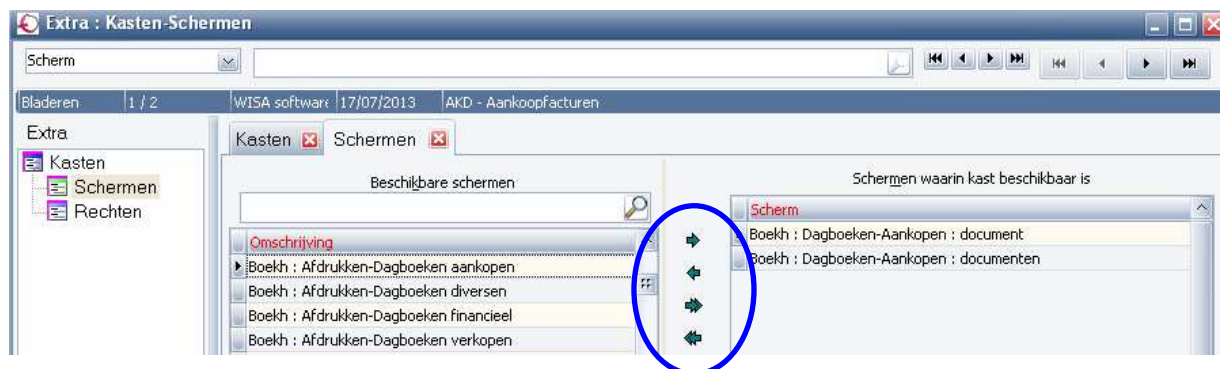 Extra : Kasten-Schermen
Scherm
Bladeren 1 / 2 WISA software 17/07/2013 AKD - Aankoopfacturen
Extra
Kasten
Schermen
Rechten
Kasten Schermen
Beschikbare schermen
Omschrijving
Boekh : Afdrukken-Dagboeken aankopen
Boekh : Afdrukken-Dagboeken diversen
Boekh : Afdrukken-Dagboeken financieel
Boekh : Afdrukken-Dagboeken verkopen
Schermen waarin kast beschikbaar is
Scherm
Boekh : Dagboeken-Aankopen : document
Boekh : Dagboeken-Aankopen : documenten